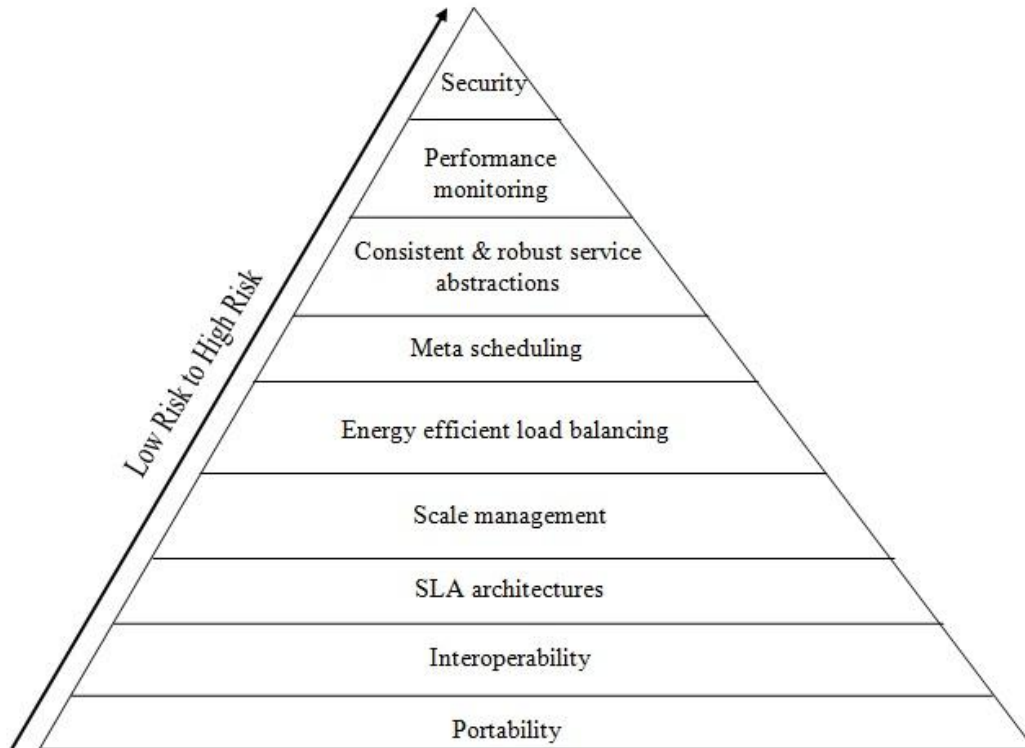 Security
Performance
monitoring
Consistent & robust service
abstractions
Meta scheduling
Energy efficient load balancing
Scale management
SLA architectures
Interoperability
Portability
Low Risk to High Risk